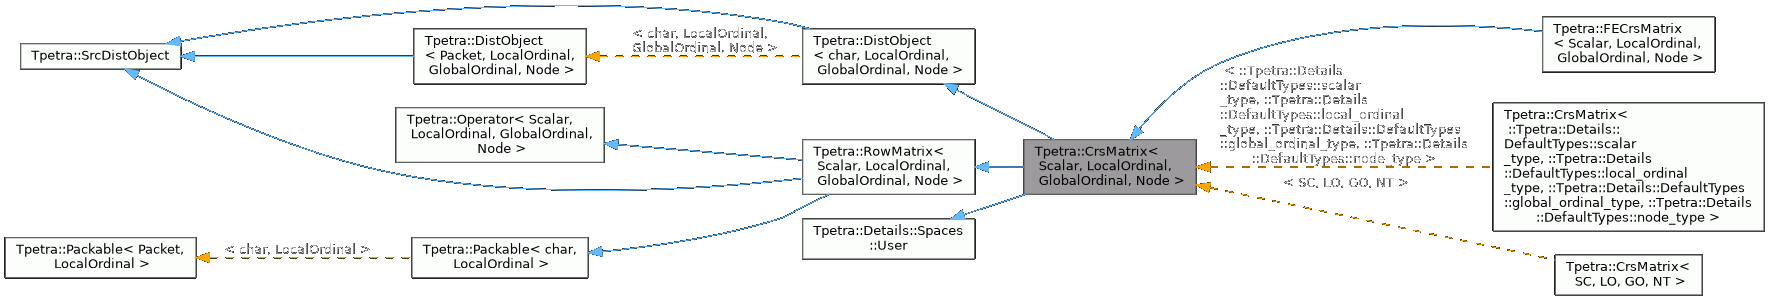 Tpetra::SrcDistObject
Tpetra::DistObject
< Packet, LocalOrdinal,
GlobalOrdinal, Node >
< char, LocalOrdinal,
GlobalOrdinal, Node >
Tpetra::DistObject
< char, LocalOrdinal,
GlobalOrdinal, Node >
Tpetra::Operator< Scalar,
LocalOrdinal, GlobalOrdinal,
Node >
Tpetra::RowMatrix<
Scalar, LocalOrdinal,
GlobalOrdinal, Node >
Tpetra::Packable< Packet,
LocalOrdinal >
< char, LocalOrdinal >
Tpetra::Packable< char,
LocalOrdinal >
Tpetra::Details::Spaces
::User
Tpetra::CrsMatrix<
Scalar, LocalOrdinal,
GlobalOrdinal, Node >
Tpetra::FECrsMatrix
< Scalar, LocalOrdinal,
GlobalOrdinal, Node >
< ::Tpetra::Details
::DefaultTypes::scalar
_type, ::Tpetra::Details
::DefaultTypes::local_ordinal
_type, ::Tpetra::Details::DefaultTypes
::global_ordinal_type, ::Tpetra::Details
::DefaultTypes::node_type >
Tpetra::CrsMatrix<
::Tpetra::Details::
DefaultTypes::scalar
_type, ::Tpetra::Details
::DefaultTypes::local_ordinal
_type, ::Tpetra::Details::DefaultTypes
::global_ordinal_type, ::Tpetra::Details
::DefaultTypes::node_type >
< SC, LO, GO, NT >
Tpetra::CrsMatrix<
SC, LO, GO, NT >